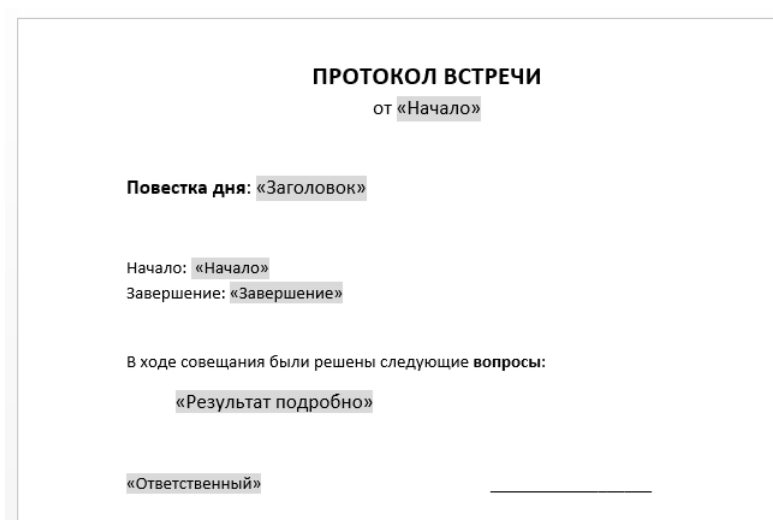 ПРОТОКОЛ ВСТРЕЧИ
от «Начало»
Повестка дня: «Заголовок»
Начало: «Начало»
Завершение: «Завершение»
В ходе совещания были решены следующие вопросы:
«Результат подробно»
«Ответственный» ____________________